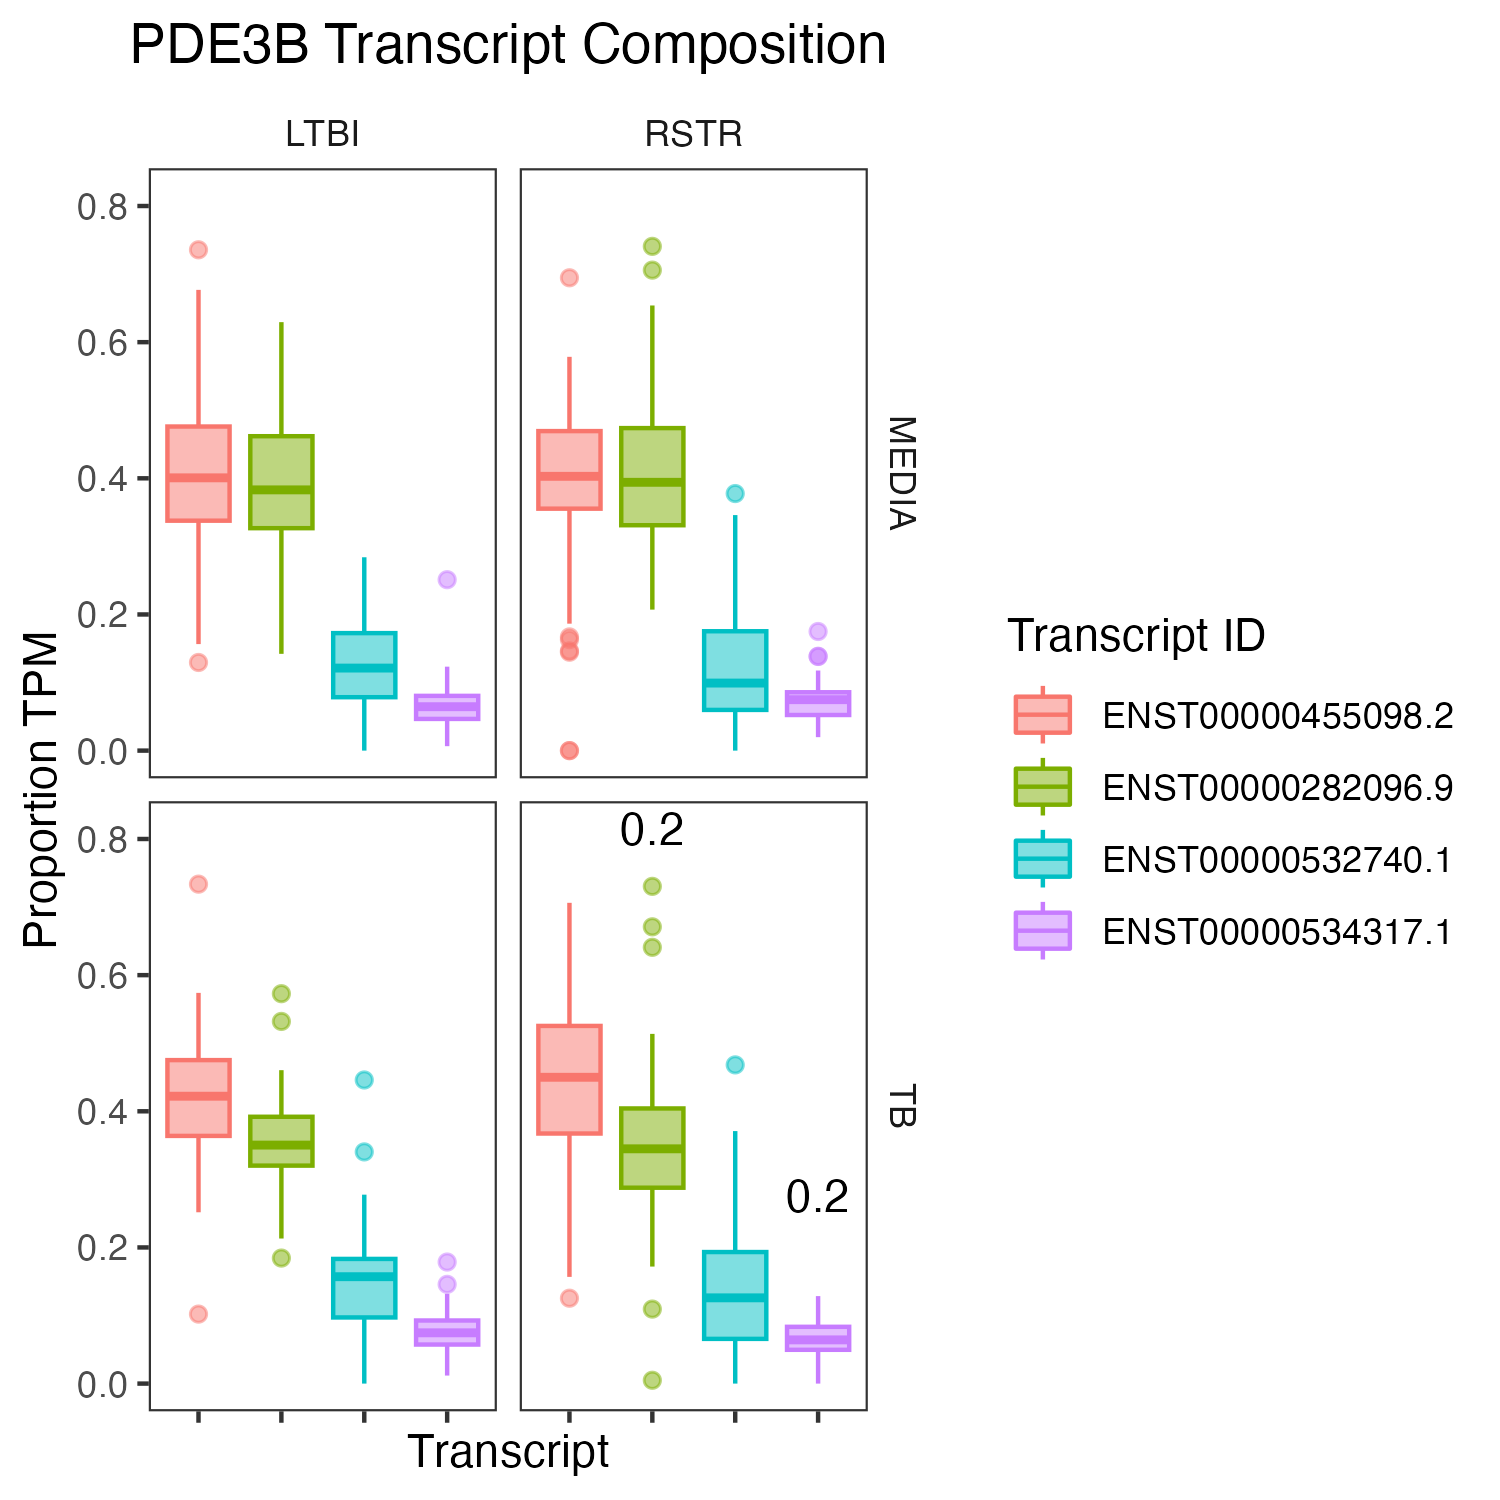 PDE3B Transcript Composition
LTBI
RSTR
0.8
0.6
0.4
0.2
0.0
MEDIA
0.8
0.6
0.4
0.2
0.0
0.2
0.2
TB
Proportion TPM
Transcript
Transcript ID
ENST00000455098.2
ENST00000282096.9
ENST00000532740.1
ENST00000534317.1